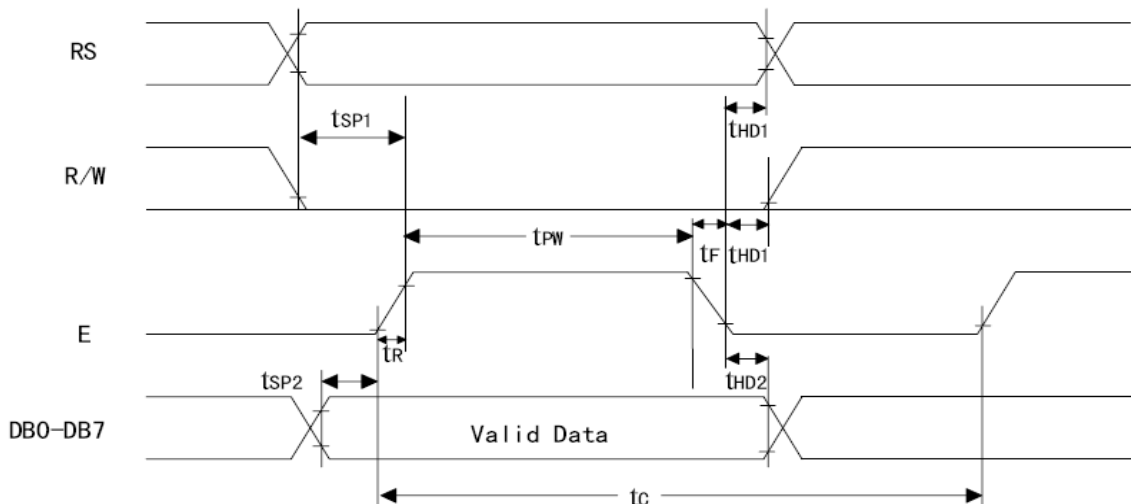 RS
tSP1
tHD1
R/W
tPW
tF
tHD1
E
tR
tSP2
tHD2
DB0-DB7
Valid Data
tC